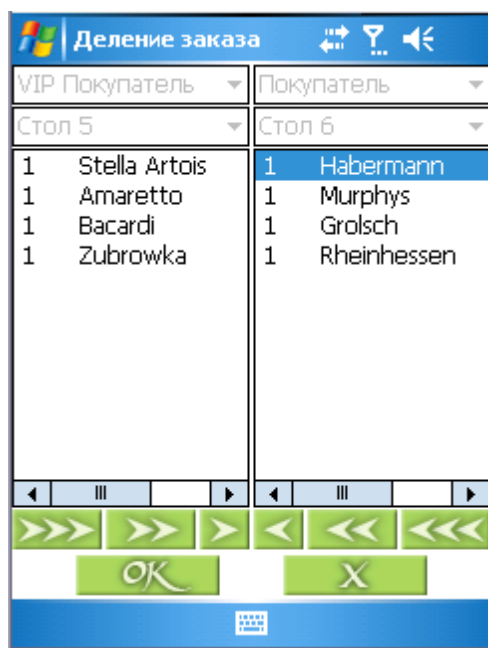 Деление заказа
VIP Покупатель
Покупатель
Стол 5
Стол 6
1 Stella Artois
1 Amaretto
1 Bacardi
1 Zubrowka
1 Habermann
1 Murphys
1 Grolsch
1 Rheinhessen
>>> >> > < << <<<
OK X